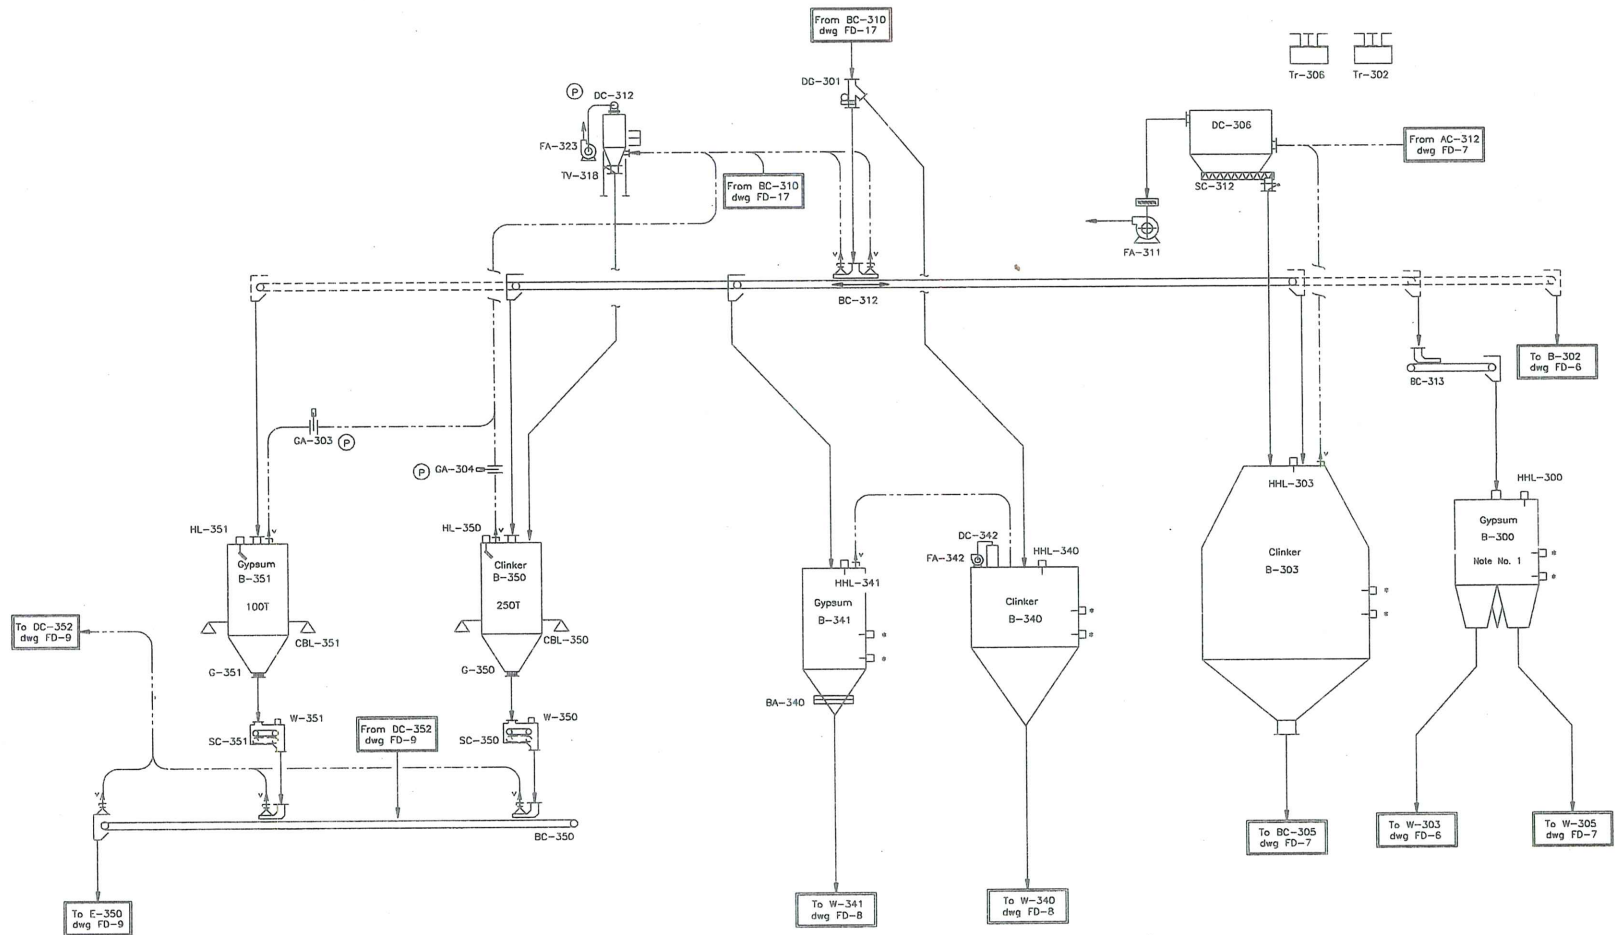 From BC-310
dwg FD-17
Tr-306
Tr-302
DG-301
P
DC-312
DC-306
FA-323
From AC-312
dwg FD-7
TV-318
From BC-310
dwg FD-17
SC-312
*
FA-311
V
V
BC-312
To B-302
dwg FD-6
BC-313
GA-303
P
P
GA-304
V
HHL-303
HHL-300
HL-351
V
HL-350
V
Gypsum
B-351
100T
Clinker
B-350
250T
DC-342
FA-342
HHL-340
V
HHL-341
Clinker
B-303
Gypsum
B-300
Note No. 1
*
*
Gypsum
B-341
Clinker
B-340
*
*
*
*
*
*
To DC-352
dwg FD-9
CBL-351
CBL-350
G-351
G-350
BA-340
W-351
W-350
SC-351
From DC-352
dwg FD-9
SC-350
V
V
V
BC-350
To BC-305
dwg FD-7
To W-303
dwg FD-6
To W-305
dwg FD-7
To E-350
dwg FD-9
To W-341
dwg FD-8
To W-340
dwg FD-8